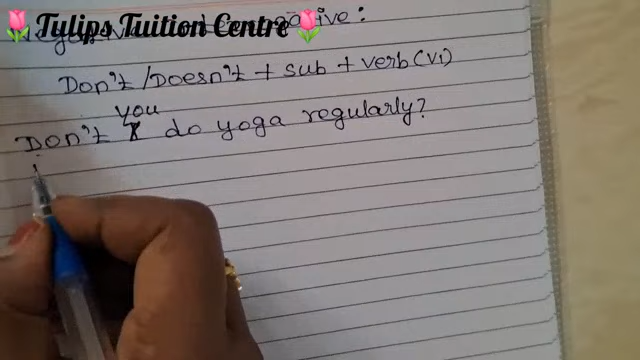 🌷Tulips Tuition Centre🌷
Don't/Doesn't + sub + verb (V1)
you
Don't I do yoga regularly?